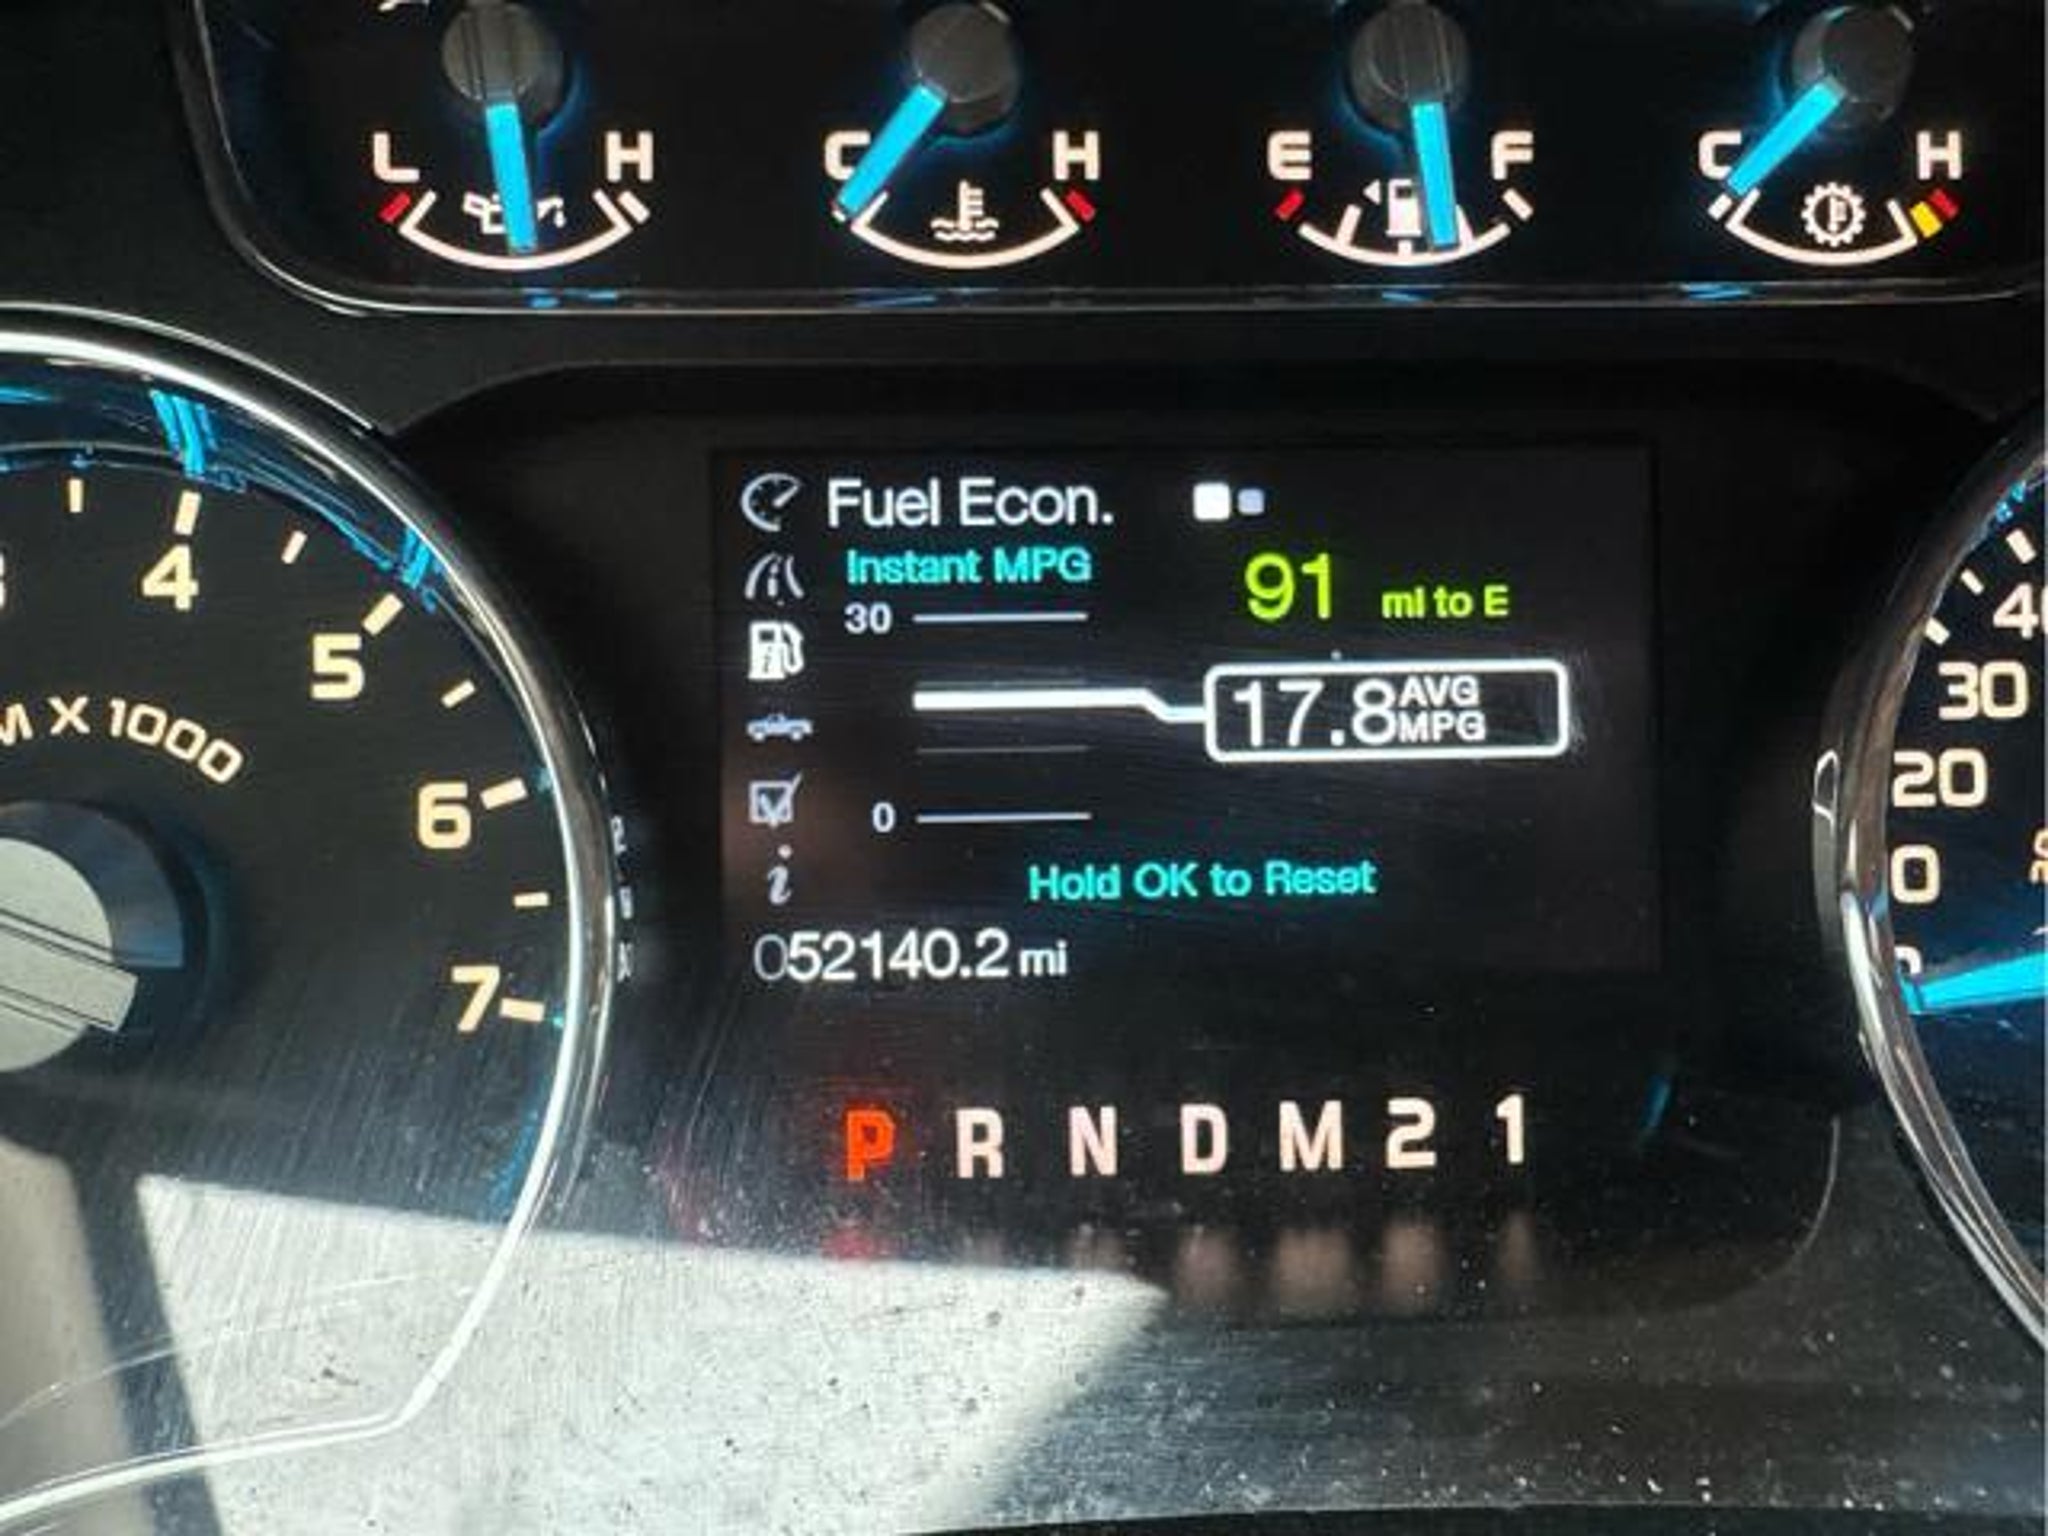 L H C H E F C H
Fuel Econ.
Instant MPG
91 mi to E
30
17.8 AVG MPG
0
Hold OK to Reset
052140.2 mi
4
5
6
7
X 1000
40
30
20
P R N D M 2 1